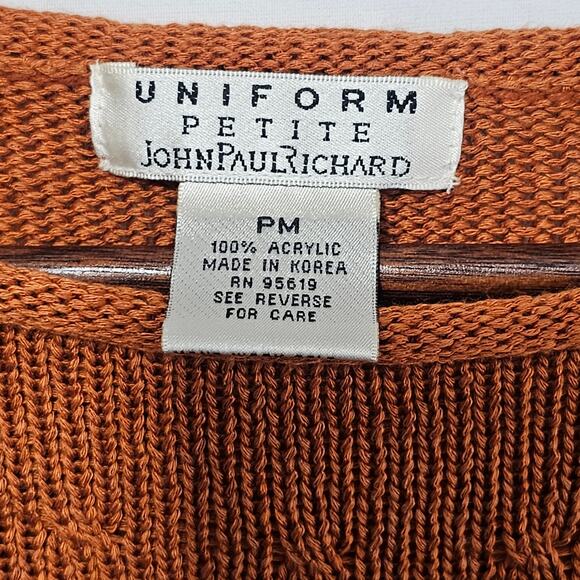 UNIFORM
PETITE
JOHNPAULRICHARD
PM
100% ACRYLIC
MADE IN KOREA
RN 95619
SEE REVERSE
FOR CARE